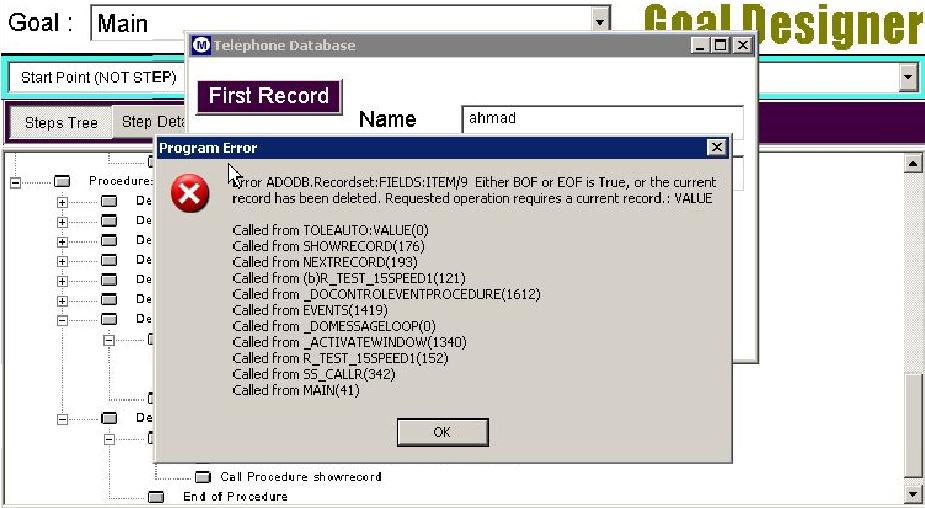 Goal : Main
Goal Designer
M Telephone Database
Start Point (NOT STEP)
First Record
Name ahmad
Steps Tree Step Deta
Program Error
Error ADODB.Recordset:FIELDS:ITEM/9 Either BOF or EOF is True, or the current
record has been deleted. Requested operation requires a current record.: VALUE
Called from TOLEAUTO:VALUE(0)
Called from SHOWRECORD(176)
Called from NEXTRECORD(193)
Called from (b)R_TEST_15SPEED1(121)
Called from _DOCONTROLEVENTPROCEDURE(1612)
Called from EVENTS(1419)
Called from _DOMESSAGELOOP(0)
Called from _ACTIVATEWINDOW(1340)
Called from R_TEST_15SPEED1(152)
Called from SS_CALLR(342)
Called from MAIN(41)
OK
Procedure:
De
De
De
De
De
De
De
De
Call Procedure showrecord
End of Procedure